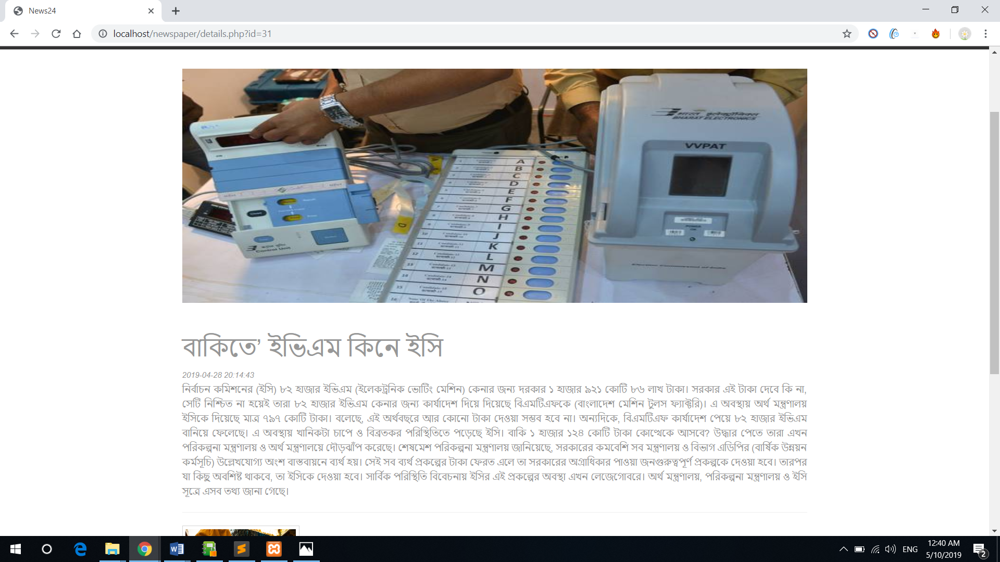 News24
localhost/newspaper/details.php?id=31
भारत इलेक्ट्रॉनिक्स
BHARAT ELECTRONICS
VVPAT
A
B
C
D
E
F
G
H
I
J
K
L
M
N
O
Control Unit
D
Election Commission of India
বাকিতে’ ইভিএম কিনে ইসি
2019-04-28 20:14:43
নির্বাচন কমিশনের (ইসি) ৮২ হাজার ইভিএম (ইলেকট্রনিক ভোটিং মেশিন) কেনার জন্য দরকার ১ হাজার ৯২১ কোটি ৮৬ লাখ টাকা। সরকার এই টাকা দেবে কি না,
সেটি নিশ্চিত না হয়েই তারা ৮২ হাজার ইভিএম কেনার জন্য কার্যাদেশ দিয়ে দিয়েছে বিএমটিএফকে (বাংলাদেশ মেশিন টুলস ফ্যাক্টরি)। এ অবস্থায় অর্থ মন্ত্রণালয়
ইসিকে দিয়েছে মাত্র ৭৯৭ কোটি টাকা। বলেছে, এই অর্থবছরে আর কোনো টাকা দেওয়া সম্ভব হবে না। অন্যদিকে, বিএমটিএফ কার্যাদেশ পেয়ে ৮২ হাজার ইভিএম
বানিয়ে ফেলেছে। এ অবস্থায় খানিকটা চাপে ও বিব্রতকর পরিস্থিতিতে পড়েছে ইসি। বাকি ১ হাজার ১২৪ কোটি টাকা কোত্থেকে আসবে? উদ্ধার পেতে তারা এখন
পরিকল্পনা মন্ত্রণালয় ও অর্থ মন্ত্রণালয়ে দৌড়ঝাঁপ করেছে। শেষমেশ পরিকল্পনা মন্ত্রণালয় জানিয়েছে, সরকারের কমবেশি সব মন্ত্রণালয় ও বিভাগ এডিপির (বার্ষিক উন্নয়ন
কর্মসূচি) উল্লেখযোগ্য অংশ বাস্তবায়নে ব্যর্থ হয়। সেই সব ব্যর্থ প্রকল্পের টাকা ফেরত এলে তা সরকারের অগ্রাধিকার পাওয়া জনগুরুত্বপূর্ণ প্রকল্পকে দেওয়া হবে। তারপর
যা কিছু অবশিষ্ট থাকবে, তা ইসিকে দেওয়া হবে। সার্বিক পরিস্থিতি বিবেচনায় ইসির এই প্রকল্পের অবস্থা এখন লেজেগোবরে। অর্থ মন্ত্রণালয়, পরিকল্পনা মন্ত্রণালয় ও ইসি
সূত্রে এসব তথ্য জানা গেছে।
ENG
12:40 AM
5/10/2019
2